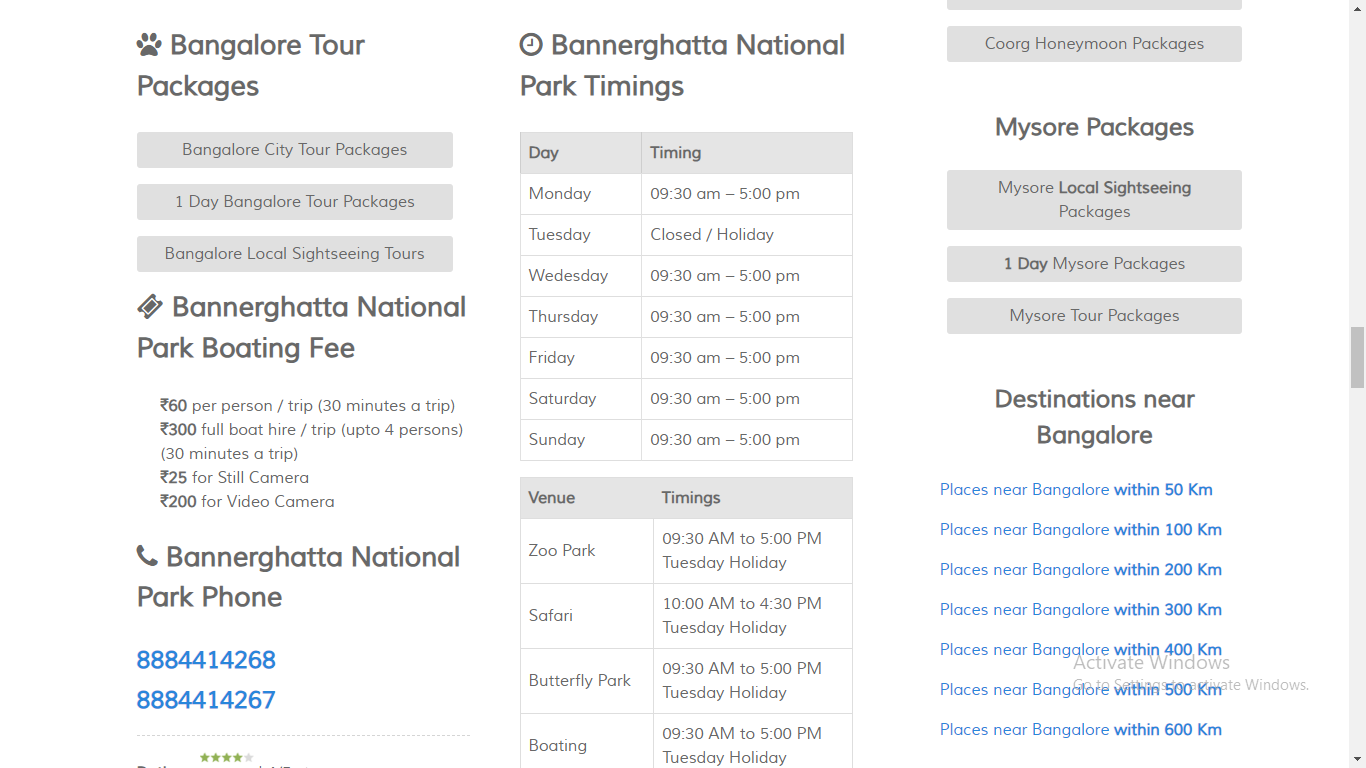 Bangalore Tour
Packages
Bangalore City Tour Packages
1 Day Bangalore Tour Packages
Bangalore Local Sightseeing Tours
Bannerghatta National
Park Boating Fee
₹60 per person / trip (30 minutes a trip)
₹300 full boat hire / trip (upto 4 persons)
(30 minutes a trip)
₹25 for Still Camera
₹200 for Video Camera
Bannerghatta National
Park Phone
8884414268
8884414267
Bannerghatta National
Park Timings
Day Timing
Monday 09:30 am – 5:00 pm
Tuesday Closed / Holiday
Wedesday 09:30 am – 5:00 pm
Thursday 09:30 am – 5:00 pm
Friday 09:30 am – 5:00 pm
Saturday 09:30 am – 5:00 pm
Sunday 09:30 am – 5:00 pm
Venue Timings
Zoo Park 09:30 AM to 5:00 PM
Tuesday Holiday
Safari 10:00 AM to 4:30 PM
Tuesday Holiday
Butterfly Park 09:30 AM to 5:00 PM
Tuesday Holiday
Boating 09:30 AM to 5:00 PM
Tuesday Holiday
Coorg Honeymoon Packages
Mysore Packages
Mysore Local Sightseeing
Packages
1 Day Mysore Packages
Mysore Tour Packages
Destinations near
Bangalore
Places near Bangalore within 50 Km
Places near Bangalore within 100 Km
Places near Bangalore within 200 Km
Places near Bangalore within 300 Km
Places near Bangalore within 400 Km
Places near Bangalore within 500 Km
Places near Bangalore within 600 Km
Activate Windows
Go to Settings to activate Windows.